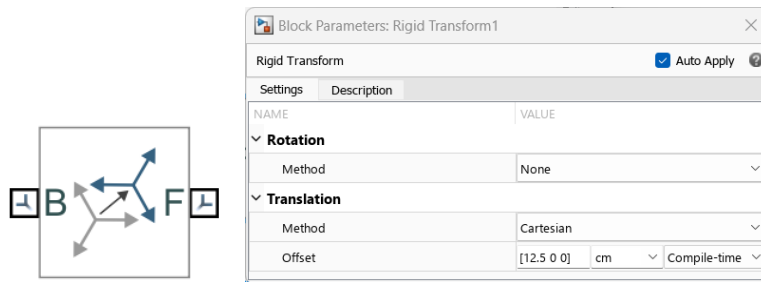 Block Parameters: Rigid Transform1
Rigid Transform
Auto Apply
Settings Description
NAME VALUE
Rotation
Method None
Translation
Method Cartesian
Offset [12.5 0 0] cm Compile-time
B F